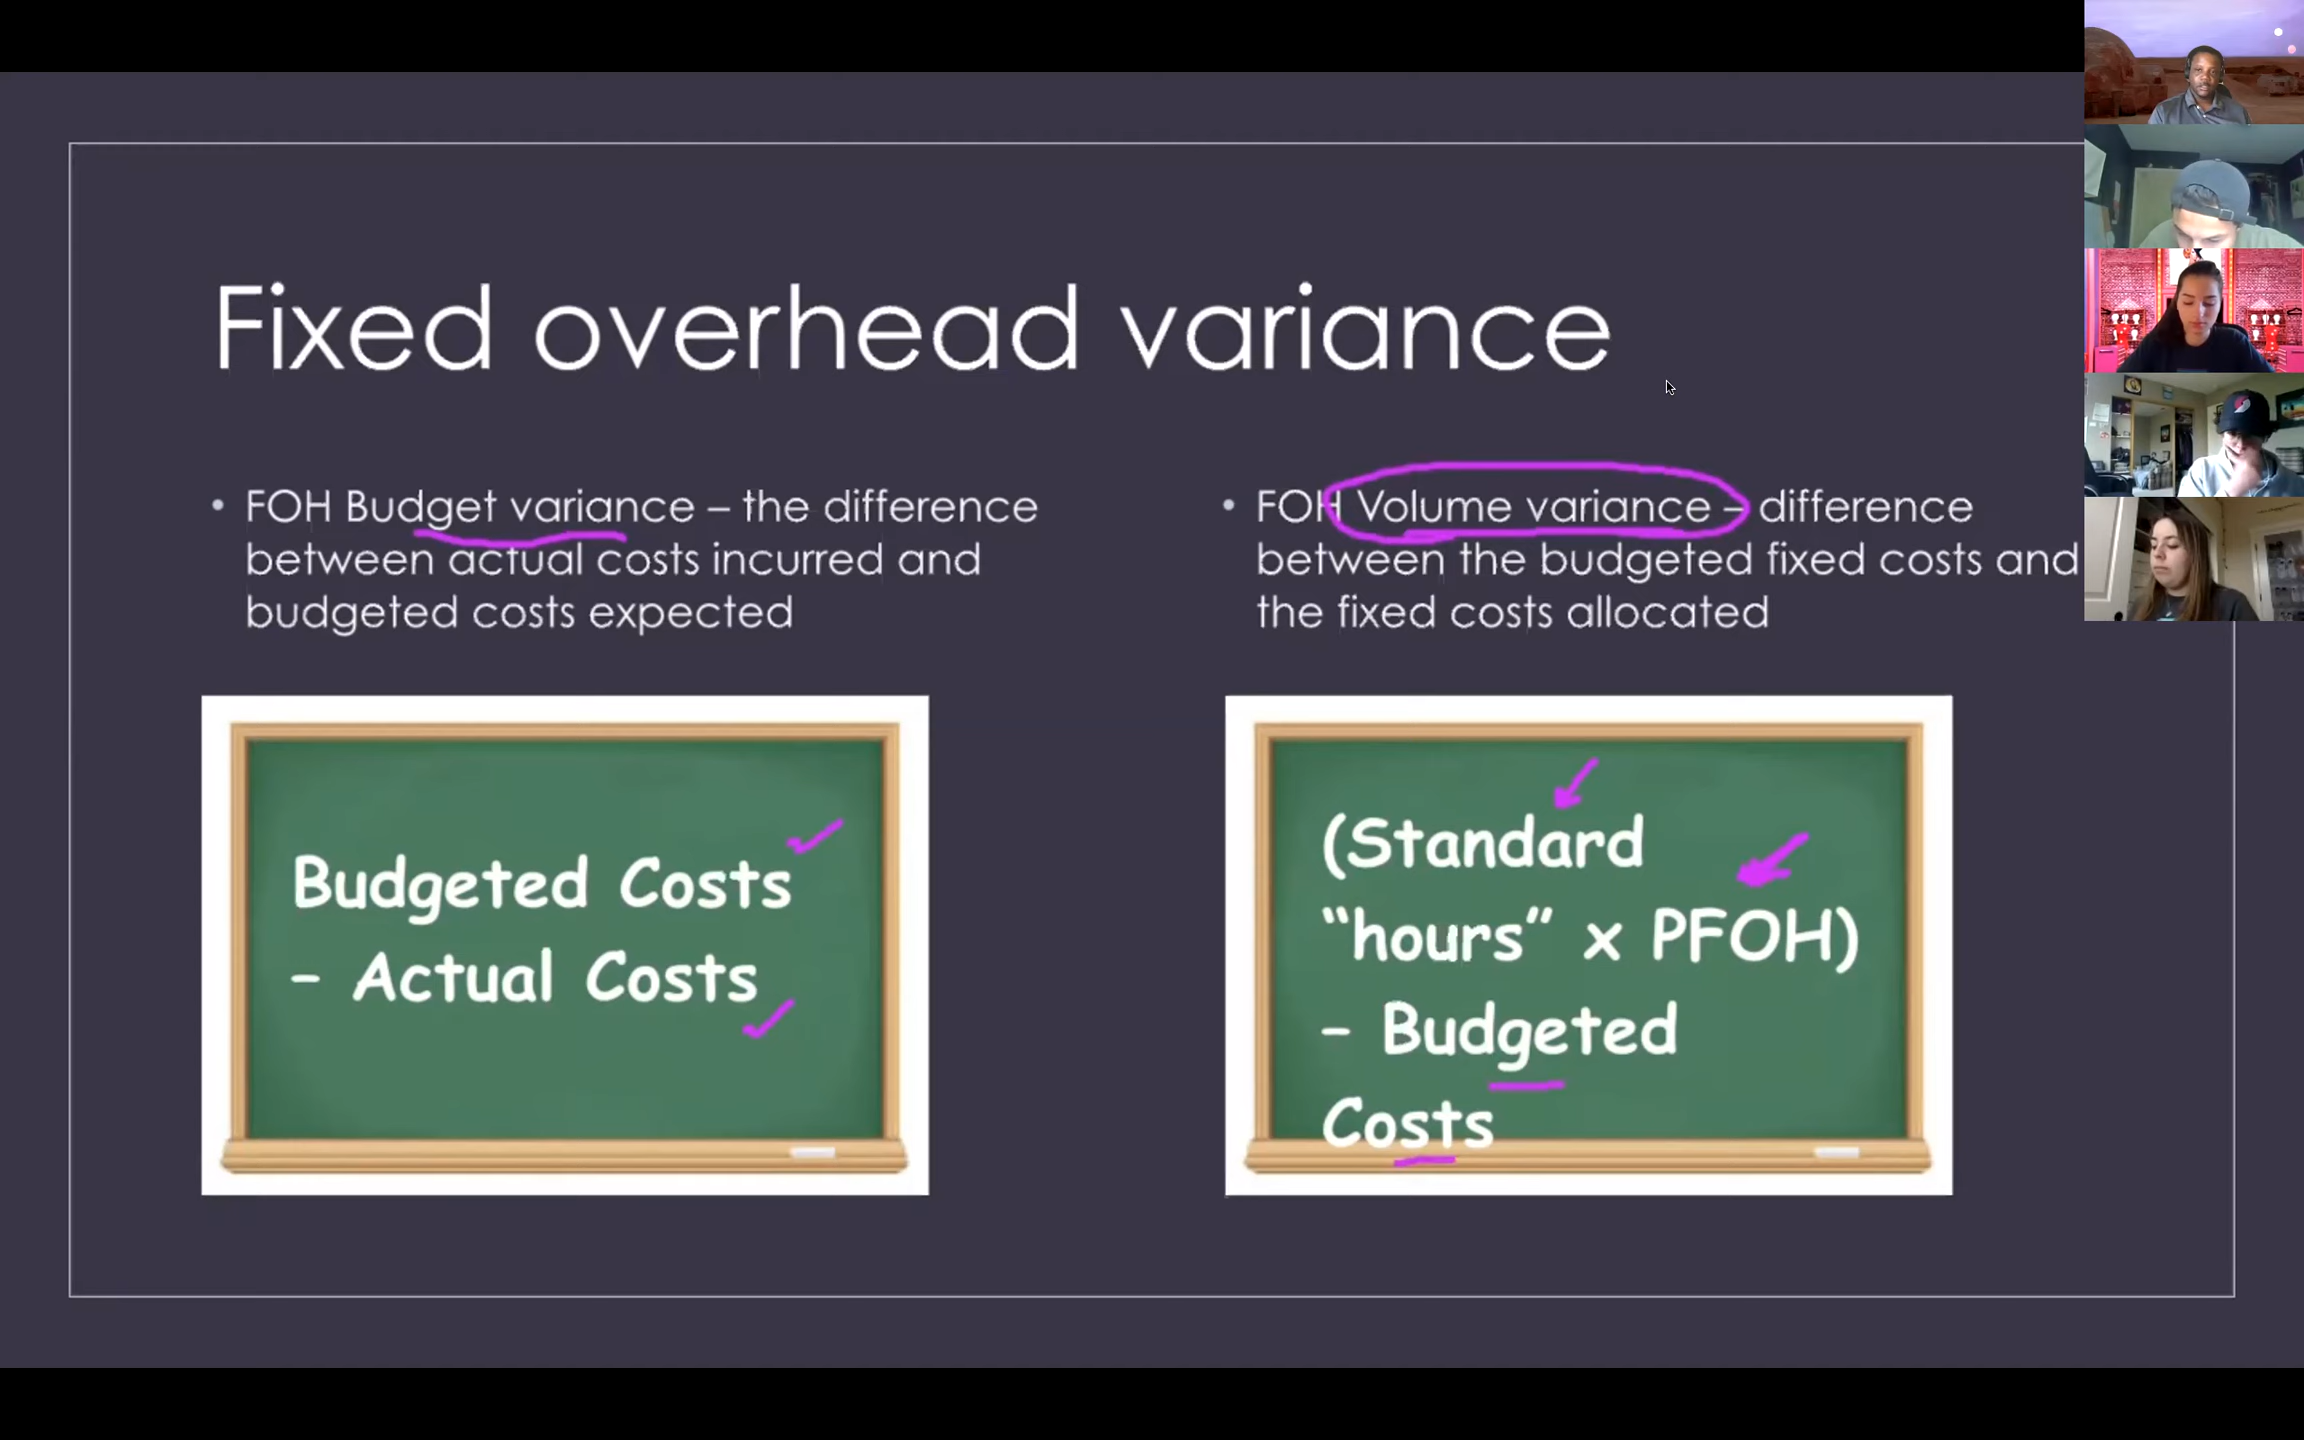 Fixed overhead variance
• FOH Budget variance – the difference
between actual costs incurred and
budgeted costs expected
• FOH Volume variance – difference
between the budgeted fixed costs and
the fixed costs allocated
Budgeted Costs
- Actual Costs
(Standard
“hours” x PFOH)
- Budgeted
Costs